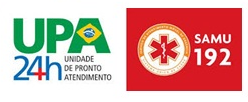 UPA
24h
UNIDADE
DE PRONTO
ATENDIMENTO
SAMU
192